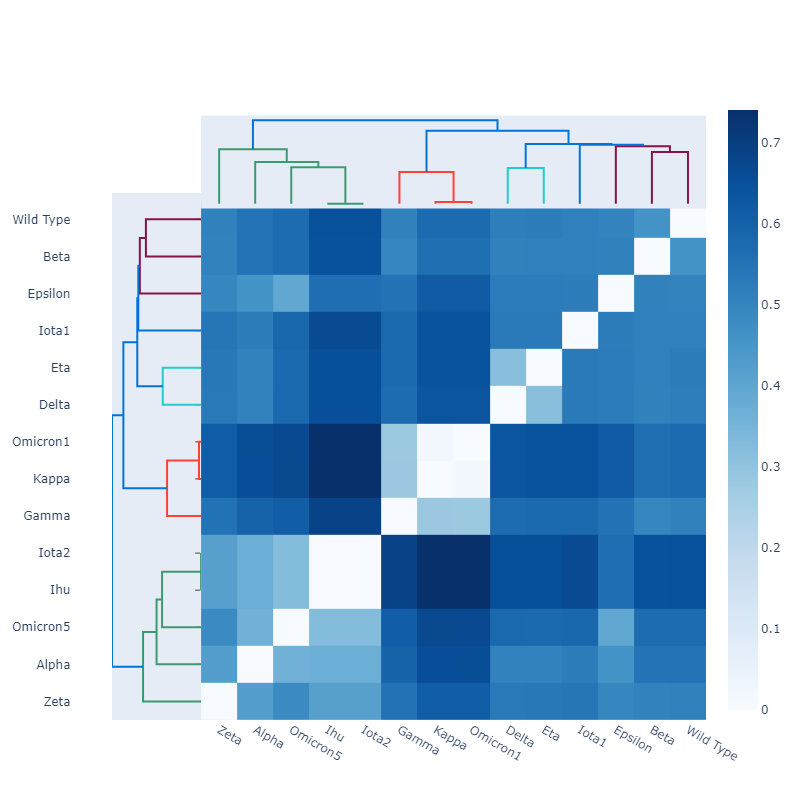 0.7
0.6
0.5
0.4
0.3
0.2
0.1
0
Wild Type
Beta
Epsilon
Iota1
Eta
Delta
Omicron1
Kappa
Gamma
Iota2
Ihu
Omicron5
Alpha
Zeta
Zeta
Alpha
Omicron5
Ihu
Iota2
Gamma
Kappa
Omicron1
Delta
Eta
Iota1
Epsilon
Beta
Wild Type